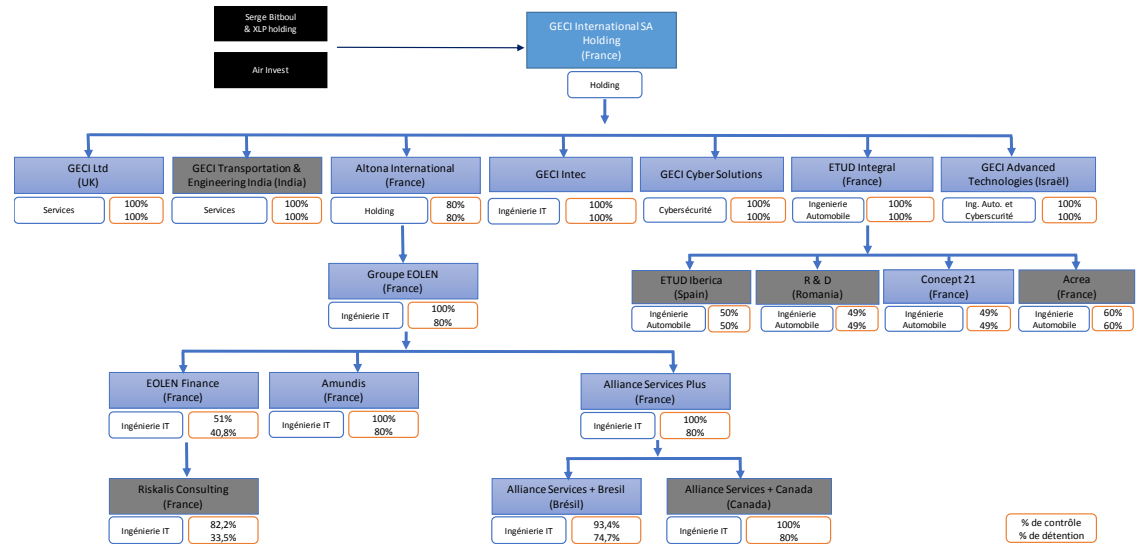 Serge Bitboul
& XLP holding
Air Invest
GECI International SA
Holding
(France)
Holding
GECI Ltd
(UK)
Services
100%
100%
GECI Transportation &
Engineering India (India)
Services
100%
100%
Altona International
(France)
Holding
80%
80%
GECI Intec
Ingénierie IT
100%
100%
GECI Cyber Solutions
Cybersécurité
100%
100%
ETUD Integral
(France)
Ingenierie
Automobile
100%
100%
GECI Advanced
Technologies (Israël)
Ing. Auto. et
Cyberscurité
100%
100%
Groupe EOLEN
(France)
Ingénierie IT
100%
80%
ETUD Iberica
(Spain)
Ingénierie
Automobile
50%
50%
R & D
(Romania)
Ingénierie
Automobile
49%
49%
Concept 21
(France)
Ingénierie
Automobile
49%
49%
Acrea
(France)
Ingénierie
Automobile
60%
60%
EOLEN Finance
(France)
Ingénierie IT
51%
40,8%
Amundis
(France)
Ingénierie IT
100%
80%
Alliance Services Plus
(France)
Ingénierie IT
100%
80%
Riskalis Consulting
(France)
Ingénierie IT
82,2%
33,5%
Alliance Services + Bresil
(Brésil)
Ingénierie IT
93,4%
74,7%
Alliance Services + Canada
(Canada)
Ingénierie IT
100%
80%
% de contrôle
% de détention